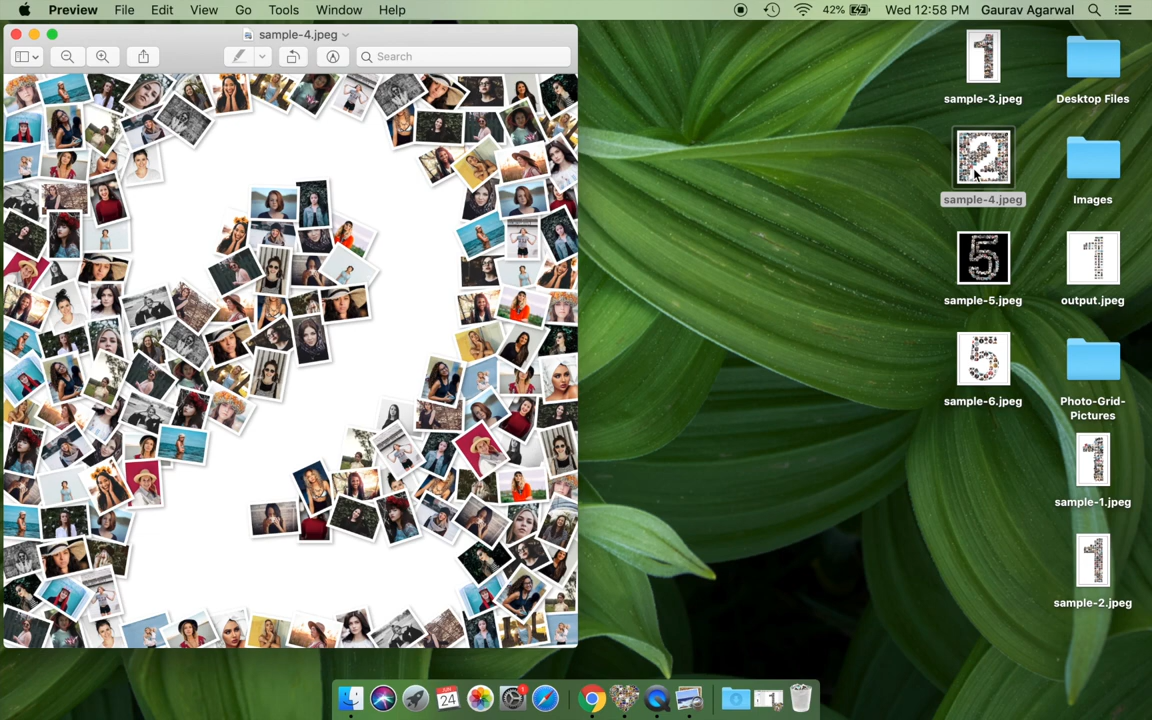 Preview File Edit View Go Tools Window Help 42% Wed 12:58 PM Gaurav Agarwal
sample-4.jpeg
Search
sample-3.jpeg
Desktop Files
sample-4.jpeg
Images
sample-5.jpeg
output.jpeg
sample-6.jpeg
Photo-Grid-
Pictures
sample-1.jpeg
sample-2.jpeg
JUN
24
1